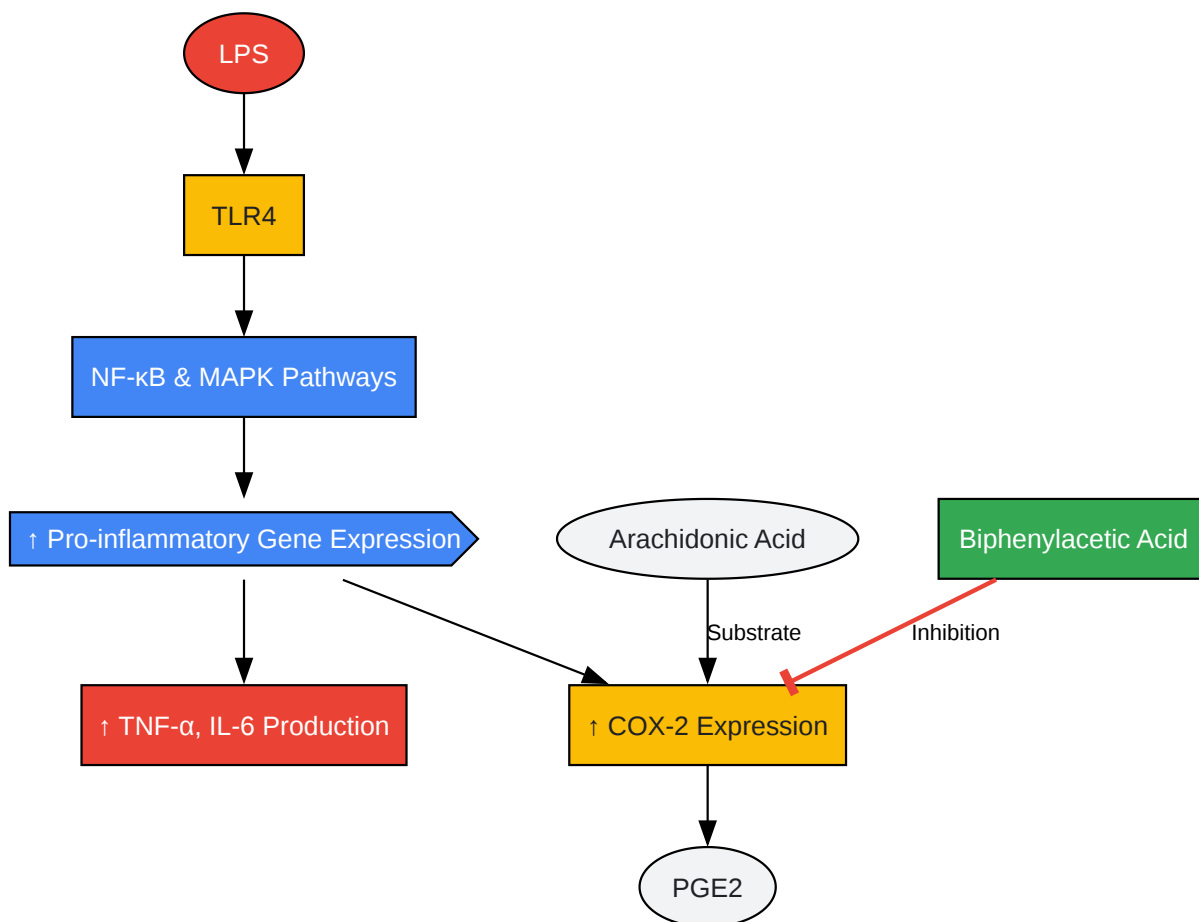 LPS
TLR4
NF-κB & MAPK Pathways
↑ Pro-inflammatory Gene Expression
Arachidonic Acid
Biphenylacetic Acid
Substrate
Inhibition
↑ TNF-α, IL-6 Production
↑ COX-2 Expression
PGE2